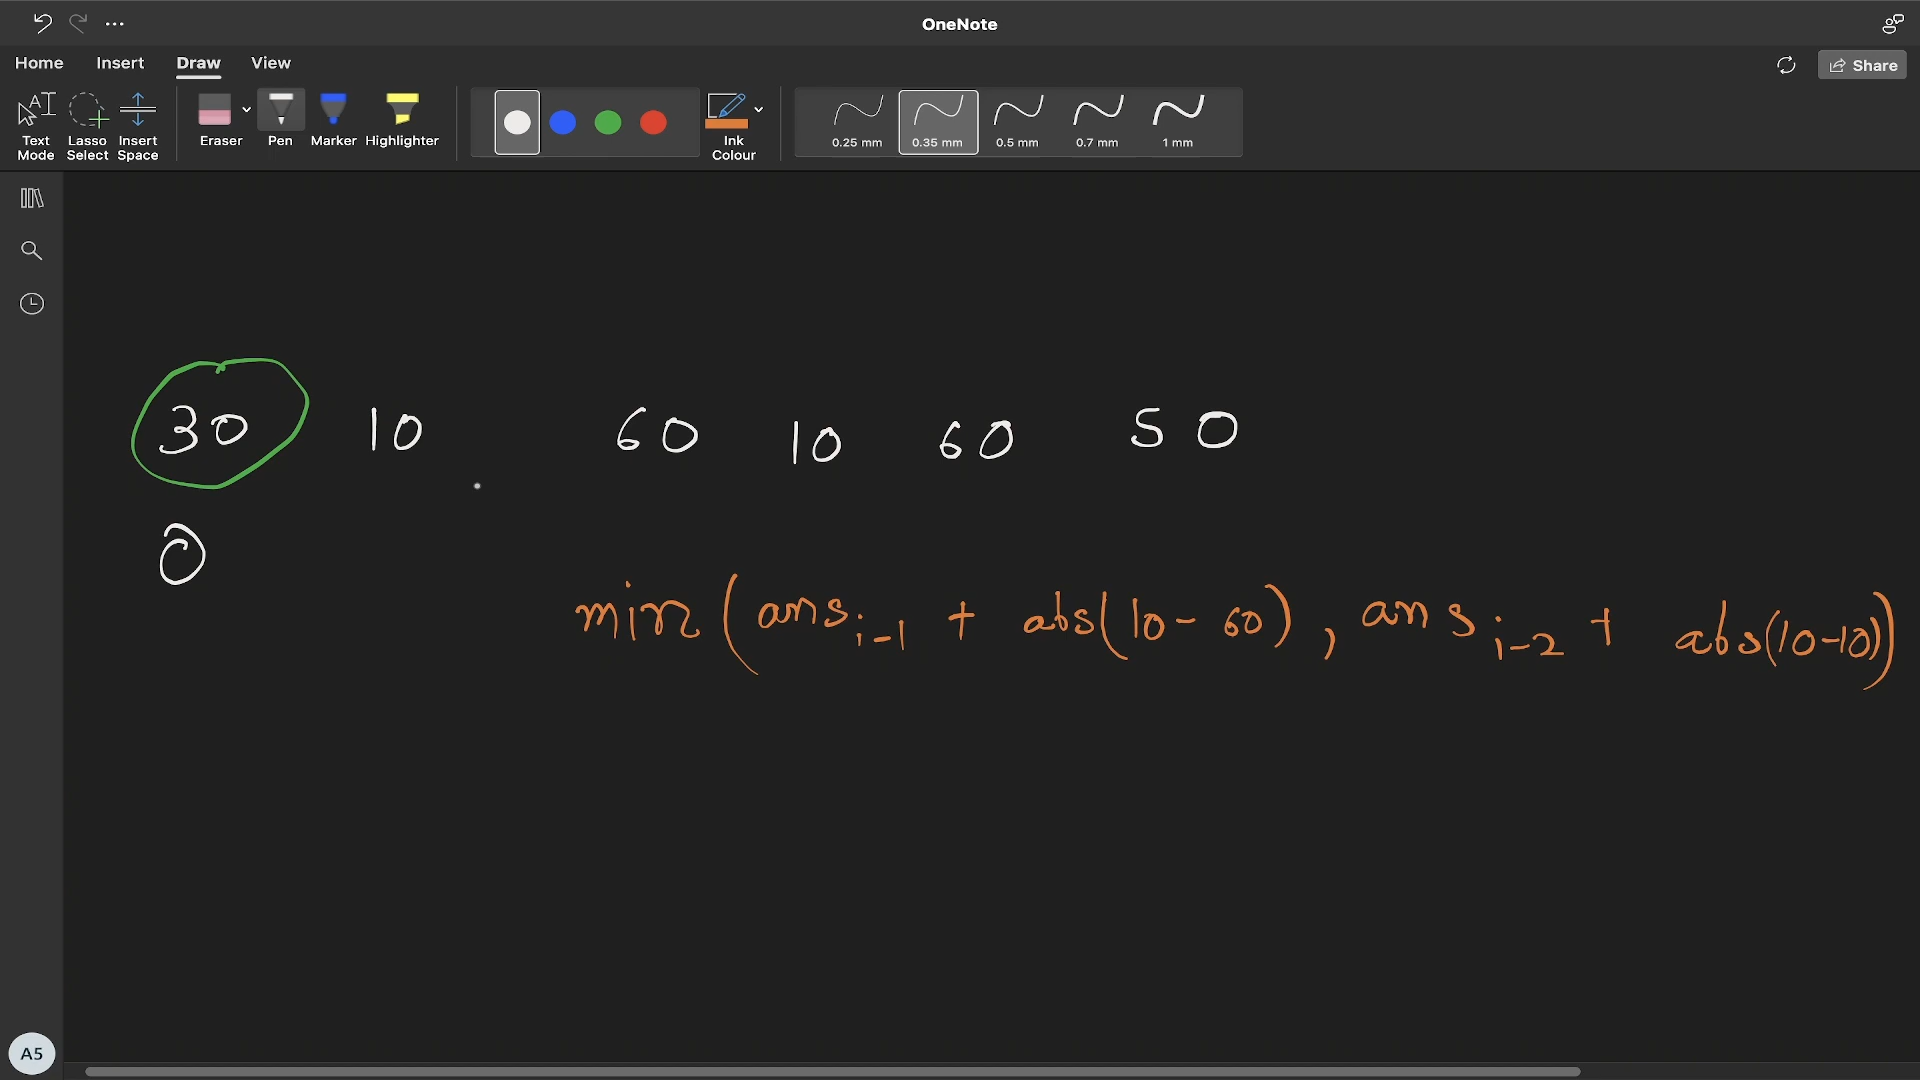 OneNote
Home Insert Draw View Share
Text Mode Lasso Select Insert Space Eraser Pen Marker Highlighter Ink Colour 0.25 mm 0.35 mm 0.5 mm 0.7 mm 1 mm
30 10 60 10 60 50
0
min (ans i-1 + abs(10- 60) , ans i-2 + abs(10-10))
A5